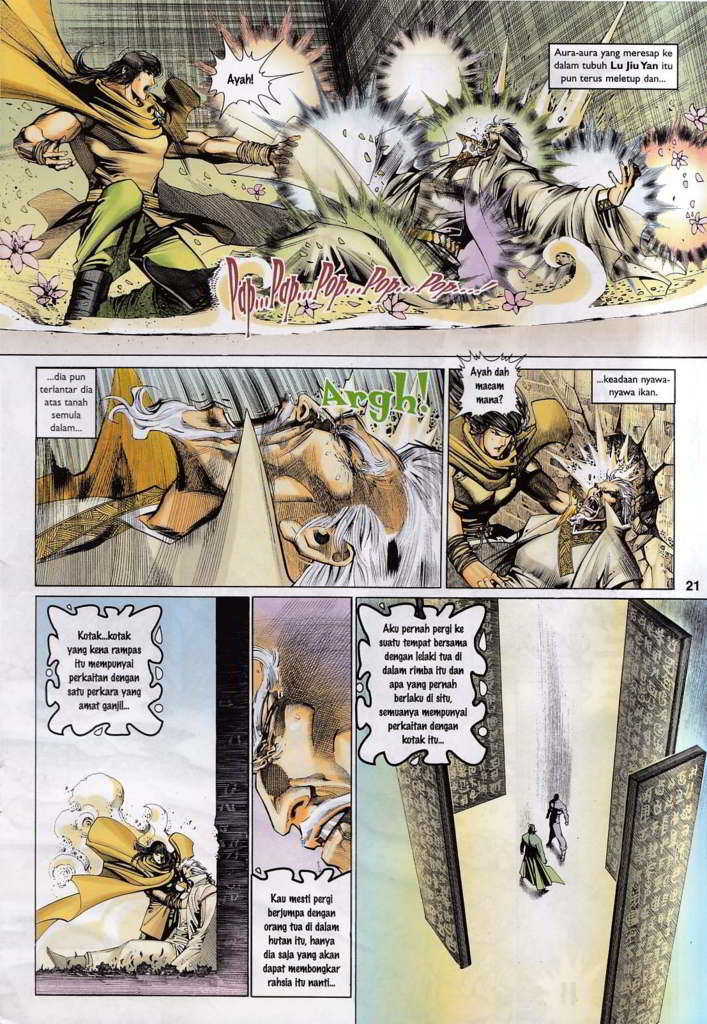 Ayah!
Aura-aura yang meresap ke
dalam tubuh Lu Jiu Yan itu
pun terus meletup dan...
Pap... Pap... Pop... Pop... Pop...!
...dia pun
terlantar dia
atas tanah
semula
dalam...
Argh!
Ayah dah
macam
mana?
...keadaan nyawa-
nyawa ikan.
21
Kotak...kotak
yang kena rampas
itu mempunyai
perkaitan dengan
satu perkara yang
amat ganjil...
Kau mesti pergi
berjumpa dengan
orang tua di dalam
hutan itu, hanya
dia saja yang akan
dapat membongkar
rahsia itu nanti...
Aku pernah pergi ke
suatu tempat bersama
dengan lelaki tua di
dalam rimba itu dan
apa yang pernah
berlaku di situ,
semuanya mempunyai
perkaitan dengan
kotak itu...